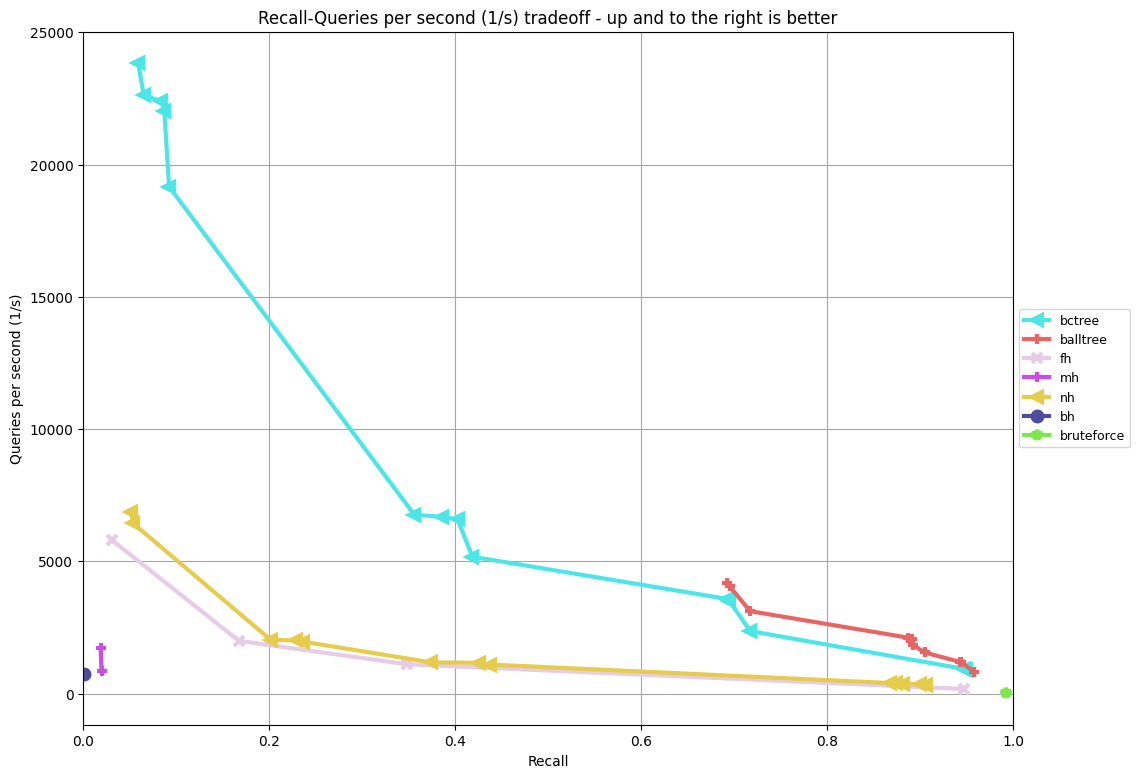 Recall-Queries per second (1/s) tradeoff - up and to the right is better
25000
20000
15000
10000
5000
0
Queries per second (1/s)
0.0 0.2 0.4 0.6 0.8 1.0
Recall
bctree
balltree
fh
mh
nh
bh
bruteforce